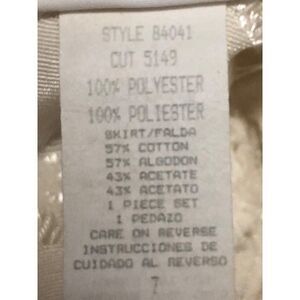 STYLE 84041
CUT 5149
100% POLYESTER
100% POLIESTER
SKIRT/FALDA
57% COTTON
57% ALGODON
43% ACETATE
43% ACETATO
1 PIECE SET
1 PEDAZO
CARE ON REVERSE
INSTRUCCIONES DE
CUIDADO AL REVERSO
7